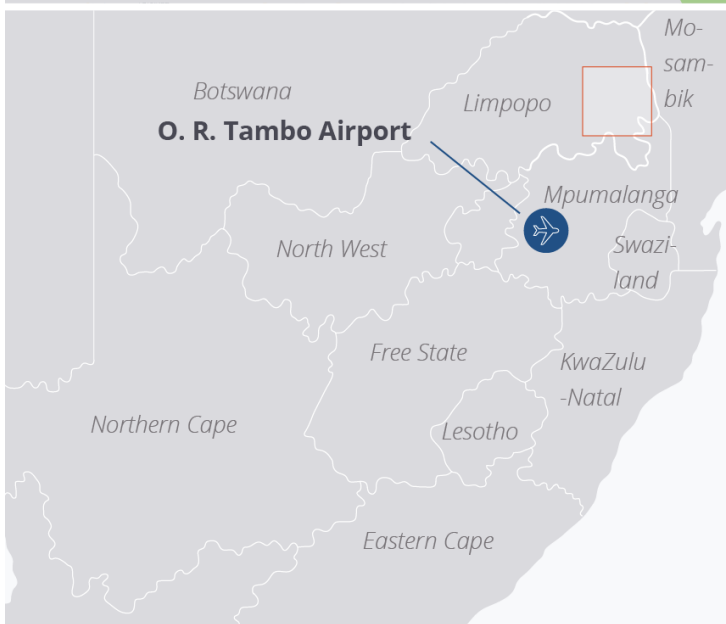 Mo-
sam-
bik
Botswana
Limpopo
O. R. Tambo Airport
Mpumalanga
North West
Swazi-
land
Free State
KwaZulu
-Natal
Northern Cape
Lesotho
Eastern Cape